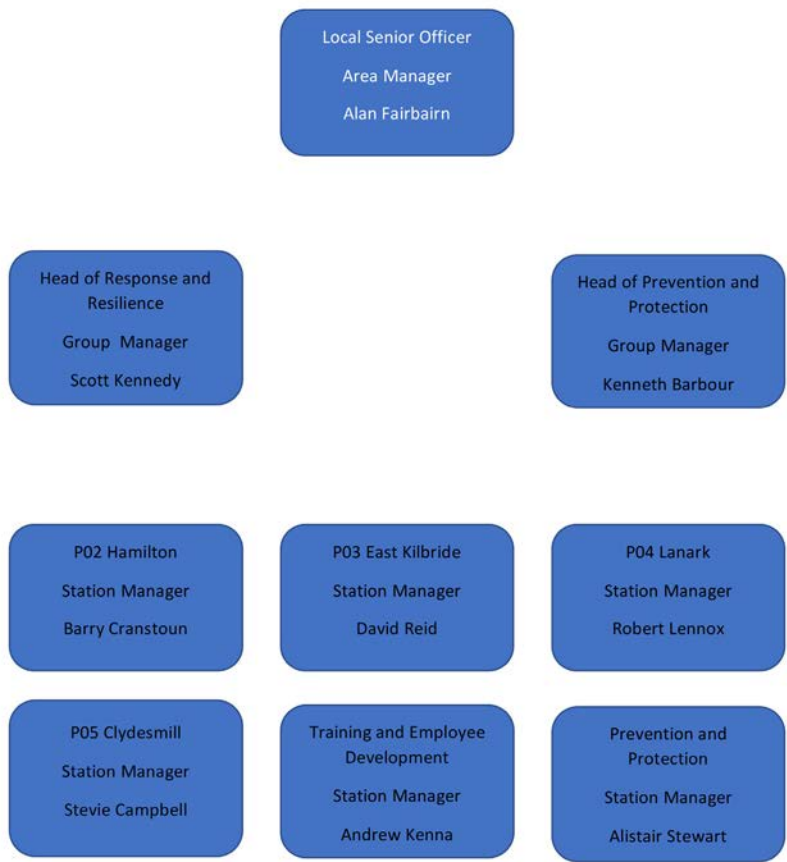 Local Senior Officer
Area Manager
Alan Fairbairn
Head of Response and
Resilience
Group Manager
Scott Kennedy
Head of Prevention and
Protection
Group Manager
Kenneth Barbour
P02 Hamilton
Station Manager
Barry Cranstoun
P03 East Kilbride
Station Manager
David Reid
P04 Lanark
Station Manager
Robert Lennox
P05 Clydesmill
Station Manager
Stevie Campbell
Training and Employee
Development
Station Manager
Andrew Kenna
Prevention and
Protection
Station Manager
Alistair Stewart